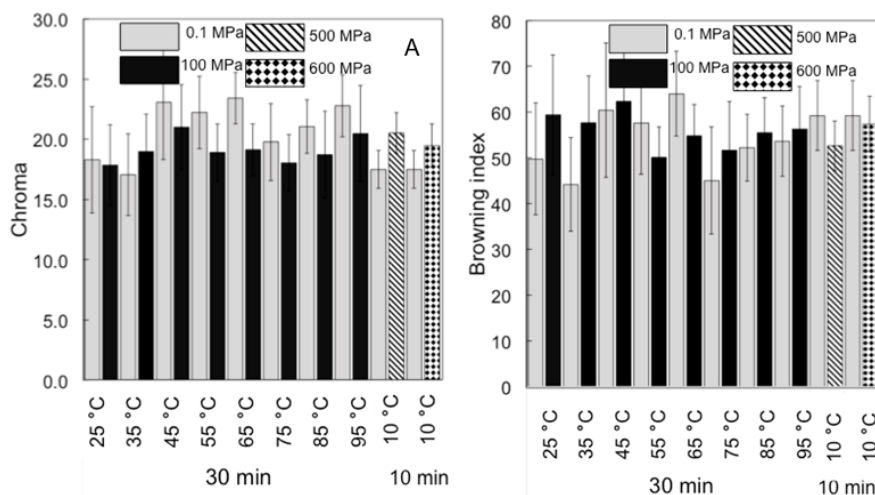 30.0
25.0
20.0
15.0
10.0
5.0
0.0
Chroma
0.1 MPa
500 MPa
100 MPa
600 MPa
A
25 °C
35 °C
45 °C
55 °C
65 °C
75 °C
85 °C
95 °C
10 °C
10 °C
30 min
10 min
80
70
60
50
40
30
20
10
0
Browning index
0.1 MPa
500 MPa
100 MPa
600 MPa
25 °C
35 °C
45 °C
55 °C
65 °C
75 °C
85 °C
95 °C
10 °C
10 °C
30 min
10 min